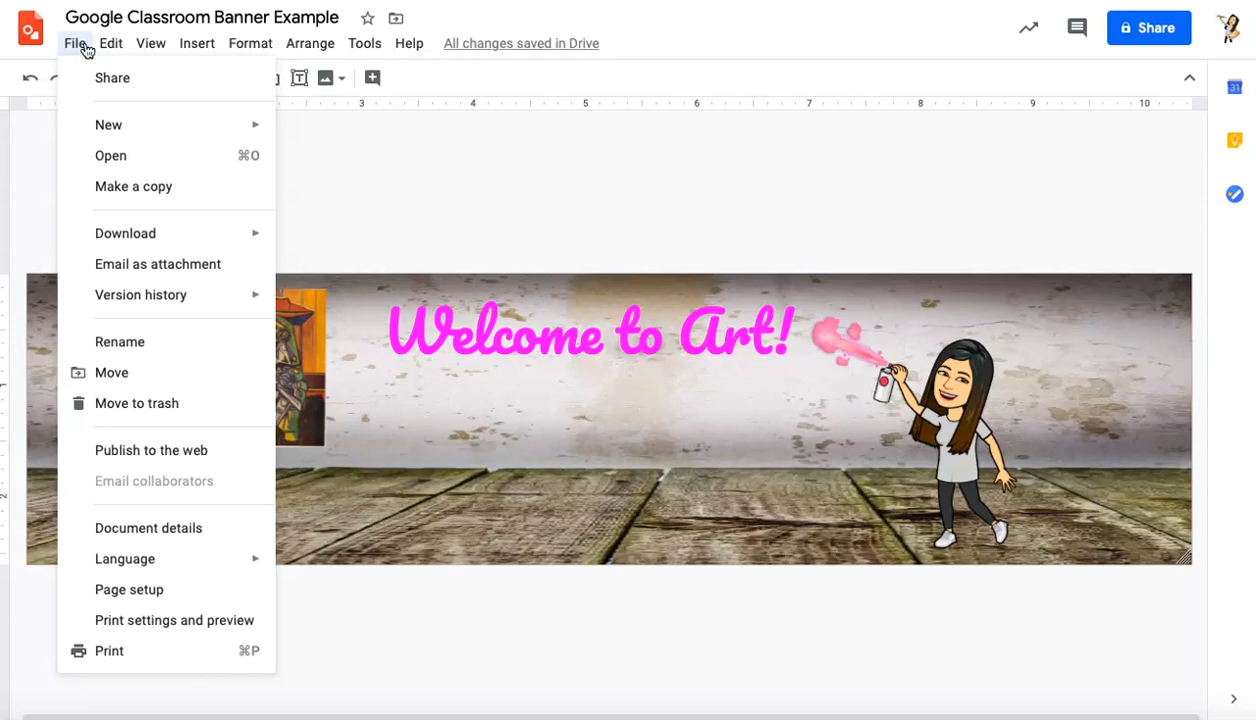 Google Classroom Banner Example
File Edit View Insert Format Arrange Tools Help All changes saved in Drive
Share
Share
3 4 5 6 7 8 9 10
New
Open ⌘O
Make a copy
Download
Email as attachment
Version history
Rename
Move
Move to trash
Publish to the web
Email collaborators
Document details
Language
Page setup
Print settings and preview
Print ⌘P
Welcome to Art!
1
2
31